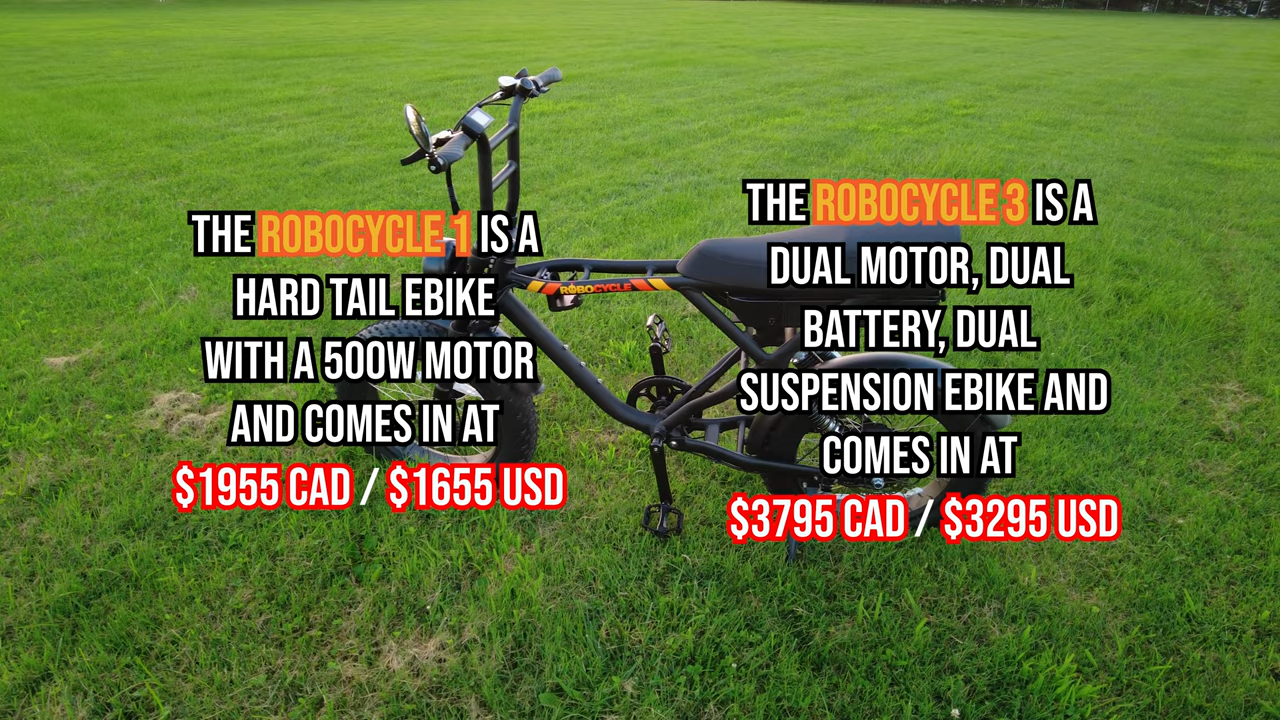 THE ROBOCYCLE 1 IS A
HARD TAIL EBIKE
WITH A 500W MOTOR
AND COMES IN AT
$1955 CAD / $1655 USD
THE ROBOCYCLE 3 IS A
DUAL MOTOR, DUAL
BATTERY, DUAL
SUSPENSION EBIKE AND
COMES IN AT
$3795 CAD / $3295 USD
ROBOCYCLE